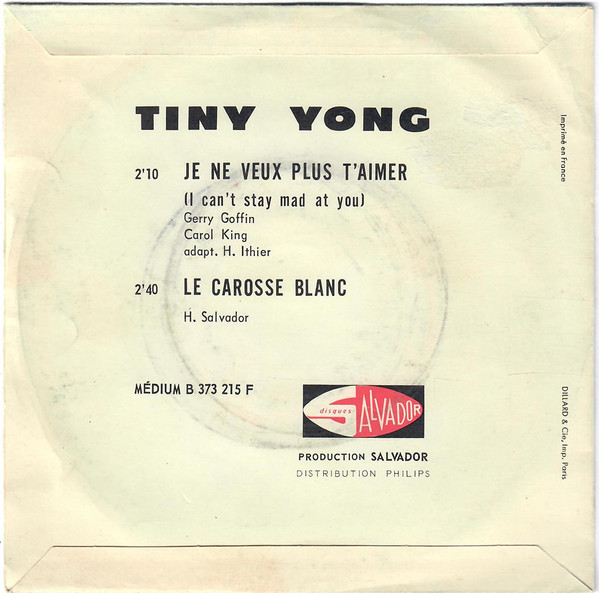 TINY YONG
2'10 JE NE VEUX PLUS T'AIMER
(I can't stay mad at you)
Gerry Goffin
Carol King
adapt. H. Ithier
2'40 LE CAROSSE BLANC
H. Salvador
MÉDIUM B 373 215 F
disques SALVADOR
PRODUCTION SALVADOR
DISTRIBUTION PHILIPS
Imprimé en France
DILLARD & Cie, Imp. Paris